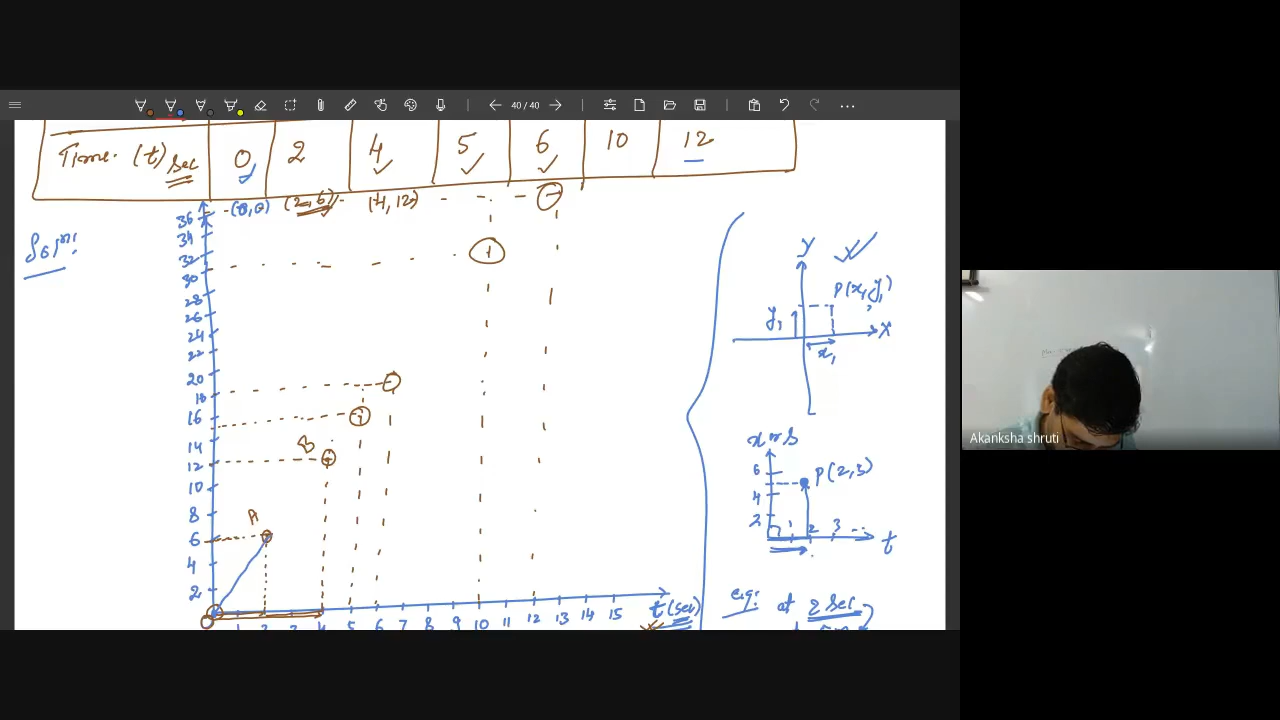 40 / 40
Time. (t) sec 0 2 4 5 6 10 12
(0,0) (2,6) (4,12)
Solⁿ:
36
34
32
30
28
26
24
22
20
18
16
14
12
10
8
6
4
2
A
B
0 1 2 3 4 5 6 7 8 9 10 11 12 13 14 15
t (sec)
y
P(x₁, y₁)
y₁
x
x₁
6
4
2
P(2,5)
1 2 3 ...
t
e.g: at 2 sec
Akanksha shruti